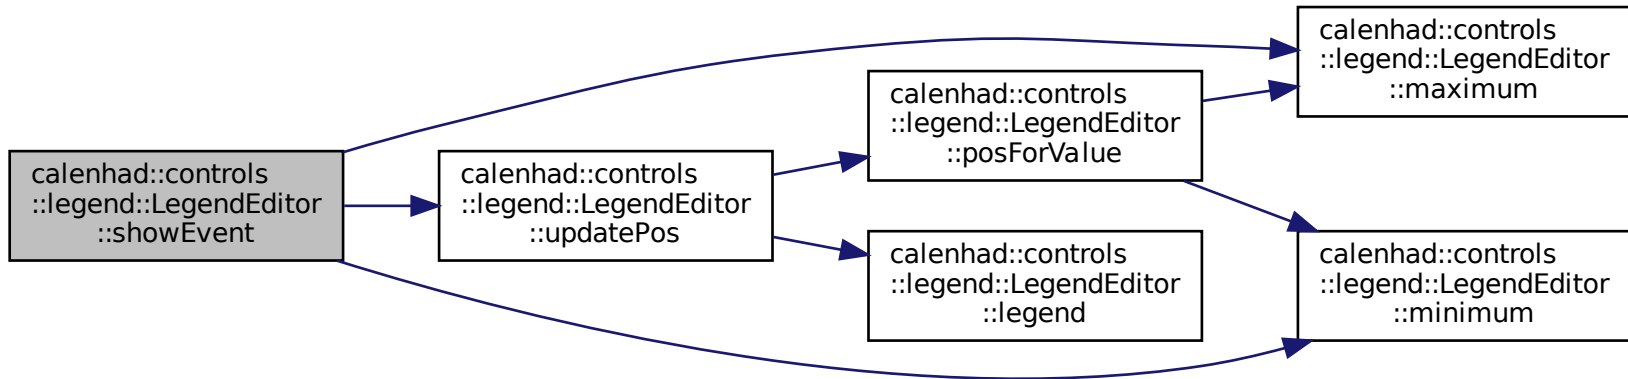 calenhad::controls
::legend::LegendEditor
::showEvent
calenhad::controls
::legend::LegendEditor
::updatePos
calenhad::controls
::legend::LegendEditor
::posForValue
calenhad::controls
::legend::LegendEditor
::legend
calenhad::controls
::legend::LegendEditor
::maximum
calenhad::controls
::legend::LegendEditor
::minimum